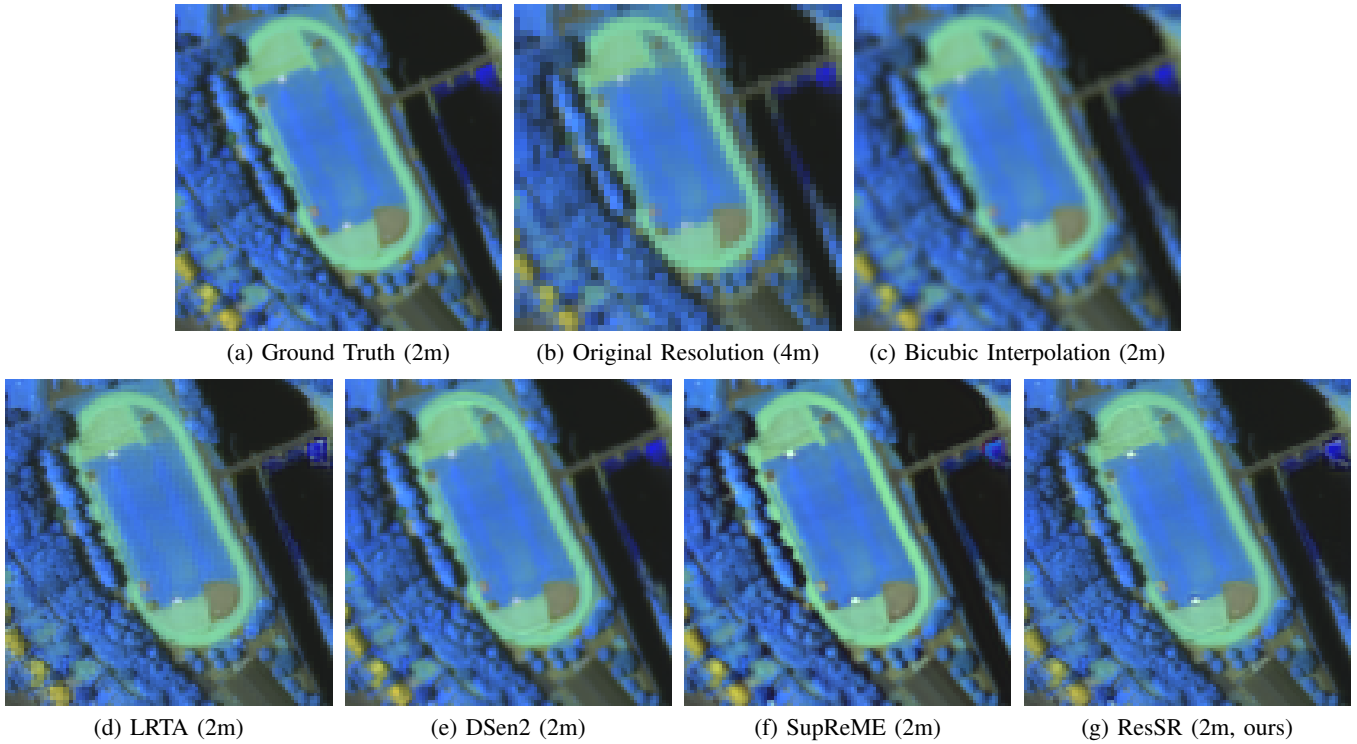 (a) Ground Truth (2m)
(b) Original Resolution (4m)
(c) Bicubic Interpolation (2m)
(d) LRTA (2m)
(e) DSen2 (2m)
(f) SupReME (2m)
(g) ResSR (2m, ours)